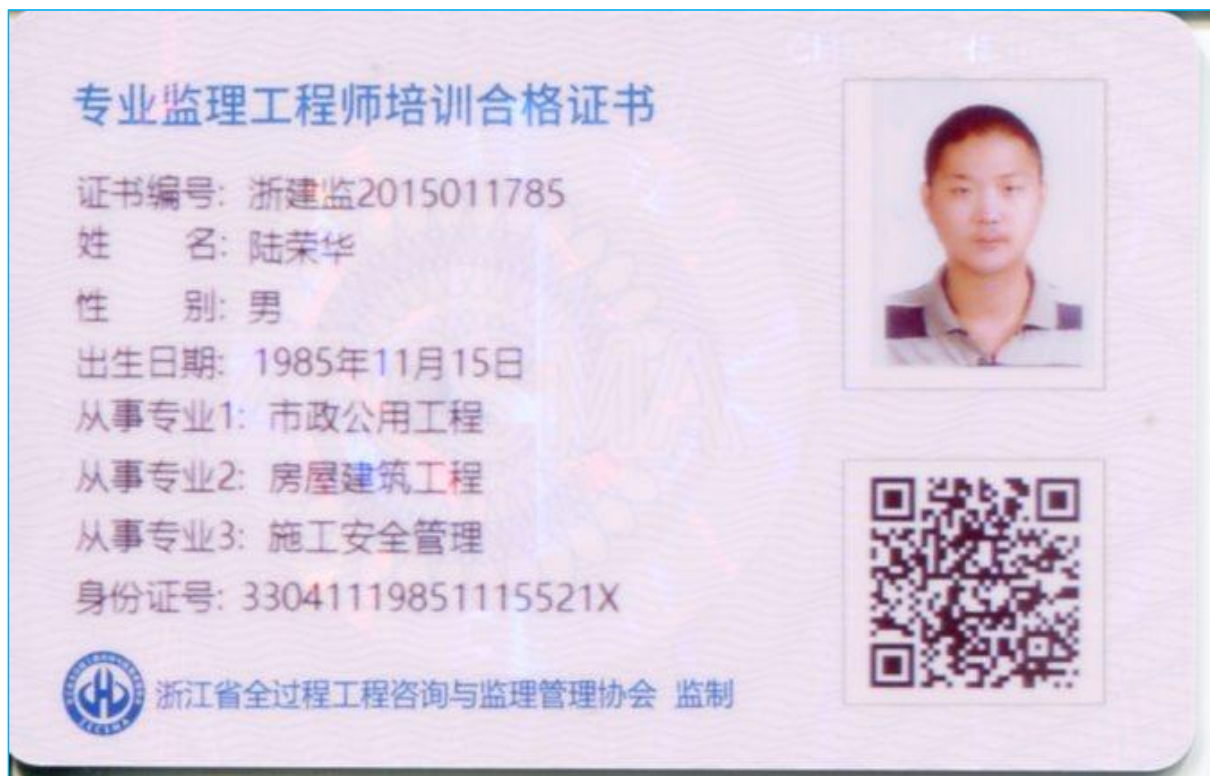 专业监理工程师培训合格证书
证书编号: 浙建监2015011785
姓 名: 陆荣华
性 别: 男
出生日期: 1985年11月15日
从事专业1: 市政公用工程
从事专业2: 房屋建筑工程
从事专业3: 施工安全管理
身份证号: 33041119851115521X
浙江省全过程工程咨询与监理管理协会 监制